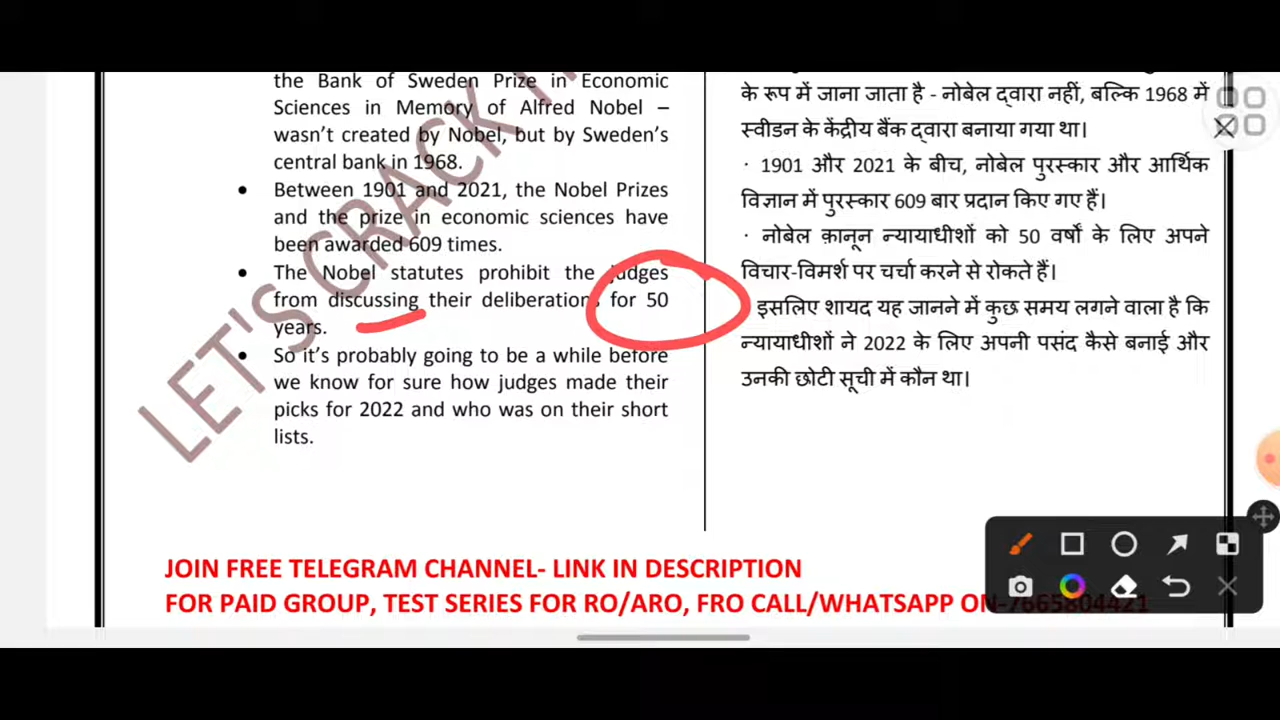 the Bank of Sweden Prize in Economic
Sciences in Memory of Alfred Nobel –
wasn't created by Nobel, but by Sweden's
central bank in 1968.
• Between 1901 and 2021, the Nobel Prizes
and the prize in economic sciences have
been awarded 609 times.
• The Nobel statutes prohibit the judges
from discussing their deliberations for 50
years.
• So it's probably going to be a while before
we know for sure how judges made their
picks for 2022 and who was on their short
lists.
के रूप में जाना जाता है - नोबेल द्वारा नहीं, बल्कि 1968 में
स्वीडन के केंद्रीय बैंक द्वारा बनाया गया था।
· 1901 और 2021 के बीच, नोबेल पुरस्कार और आर्थिक
विज्ञान में पुरस्कार 609 बार प्रदान किए गए हैं।
· नोबेल क़ानून न्यायाधीशों को 50 वर्षों के लिए अपने
विचार-विमर्श पर चर्चा करने से रोकते हैं।
इसलिए शायद यह जानने में कुछ समय लगने वाला है कि
न्यायाधीशों ने 2022 के लिए अपनी पसंद कैसे बनाई और
उनकी छोटी सूची में कौन था।
LET'S CRACK
JOIN FREE TELEGRAM CHANNEL- LINK IN DESCRIPTION
FOR PAID GROUP, TEST SERIES FOR RO/ARO, FRO CALL/WHATSAPP ON-7665804421